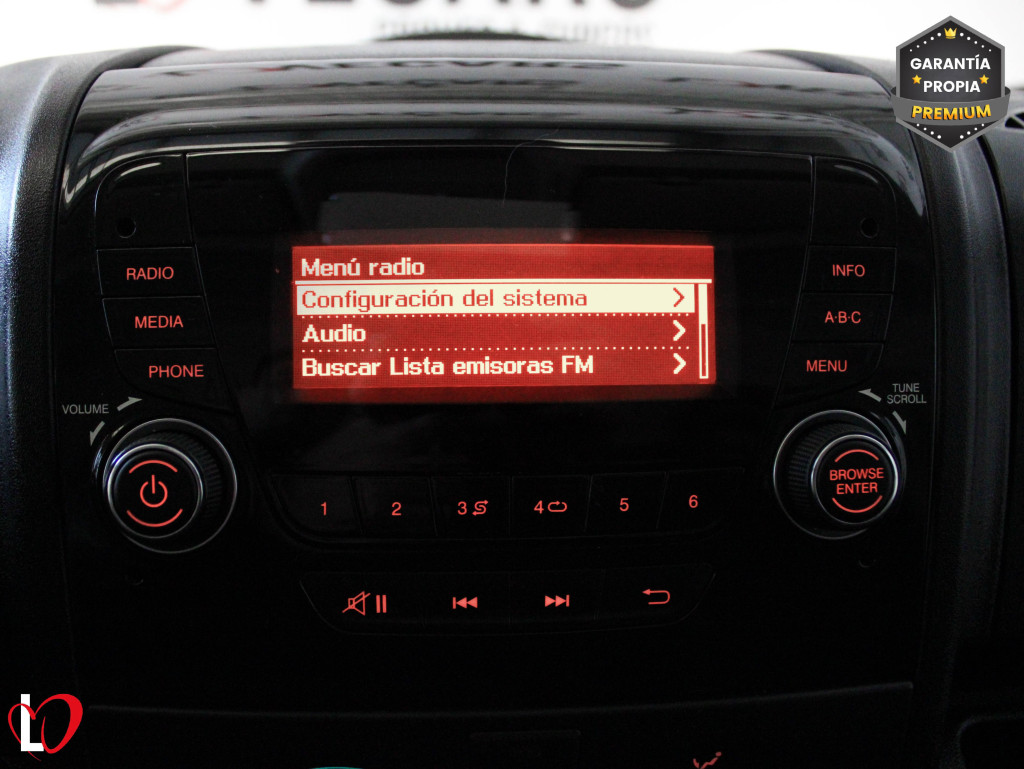 GARANTÍA
PROPIA
PREMIUM
Menú radio
Configuración del sistema
Audio
Buscar Lista emisoras FM
RADIO
MEDIA
PHONE
INFO
A·B·C
MENU
VOLUME
TUNE
SCROLL
BROWSE
ENTER
1 2 3 4 5 6
L